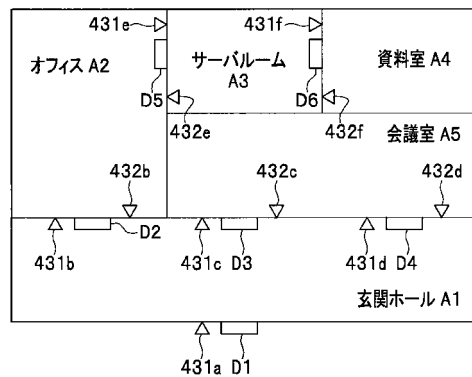 431e
431f
オフィス A2
サーバルーム
A3
資料室 A4
D5
D6
432e
432f
会議室 A5
432b
432c
432d
D2
431b
431c D3
431d D4
玄関ホール A1
431a D1